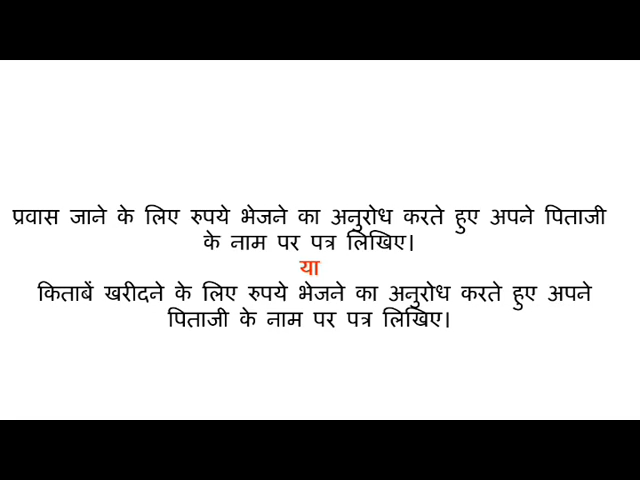 प्रवास जाने के लिए रुपये भेजने का अनुरोध करते हुए अपने पिताजी
के नाम पर पत्र लिखिए।
या
किताबें खरीदने के लिए रुपये भेजने का अनुरोध करते हुए अपने
पिताजी के नाम पर पत्र लिखिए।